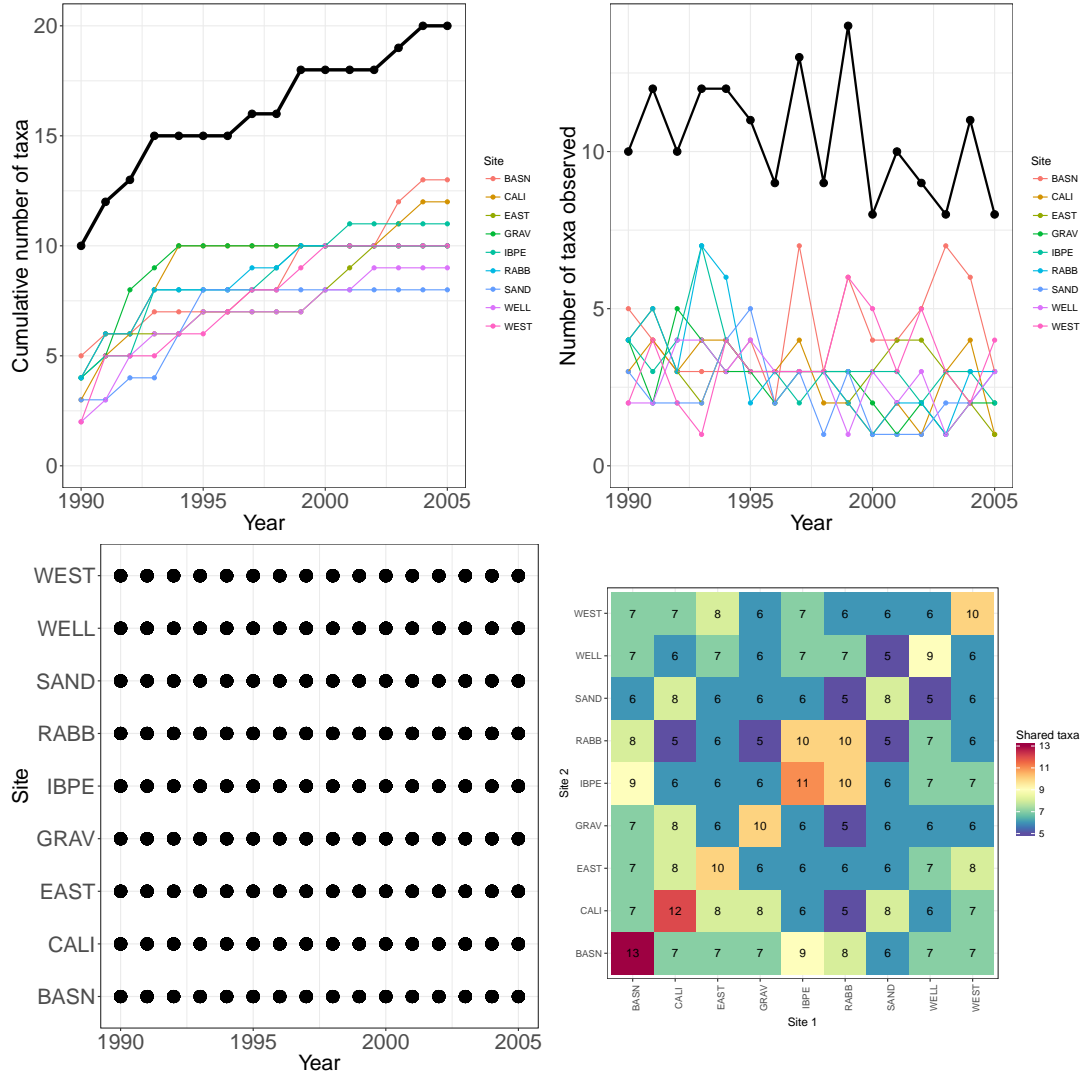 20
15
10
5
0
Cumulative number of taxa
1990 1995 2000 2005
Year
Site
BASN
CALI
EAST
GRAV
IBPE
RABB
SAND
WELL
WEST
10
5
0
Number of taxa observed
1990 1995 2000 2005
Year
Site
BASN
CALI
EAST
GRAV
IBPE
RABB
SAND
WELL
WEST
WEST
WELL
SAND
RABB
IBPE
GRAV
EAST
CALI
BASN
Site
1990 1995 2000 2005
Year
WEST 7 7 8 6 7 6 6 6 10
WELL 7 6 7 6 7 7 5 9 6
SAND 6 8 6 6 6 5 8 5 6
RABB 8 5 6 5 10 10 5 7 6
IBPE 9 6 6 6 11 10 6 7 7
GRAV 7 8 6 10 6 5 6 6 6
EAST 7 8 10 6 6 6 6 7 8
CALI 7 12 8 8 6 5 8 6 7
BASN 13 7 7 7 9 8 6 7 7
Site 2
BASN CALI EAST GRAV IBPE RABB SAND WELL WEST
Site 1
Shared taxa
13
11
9
7
5